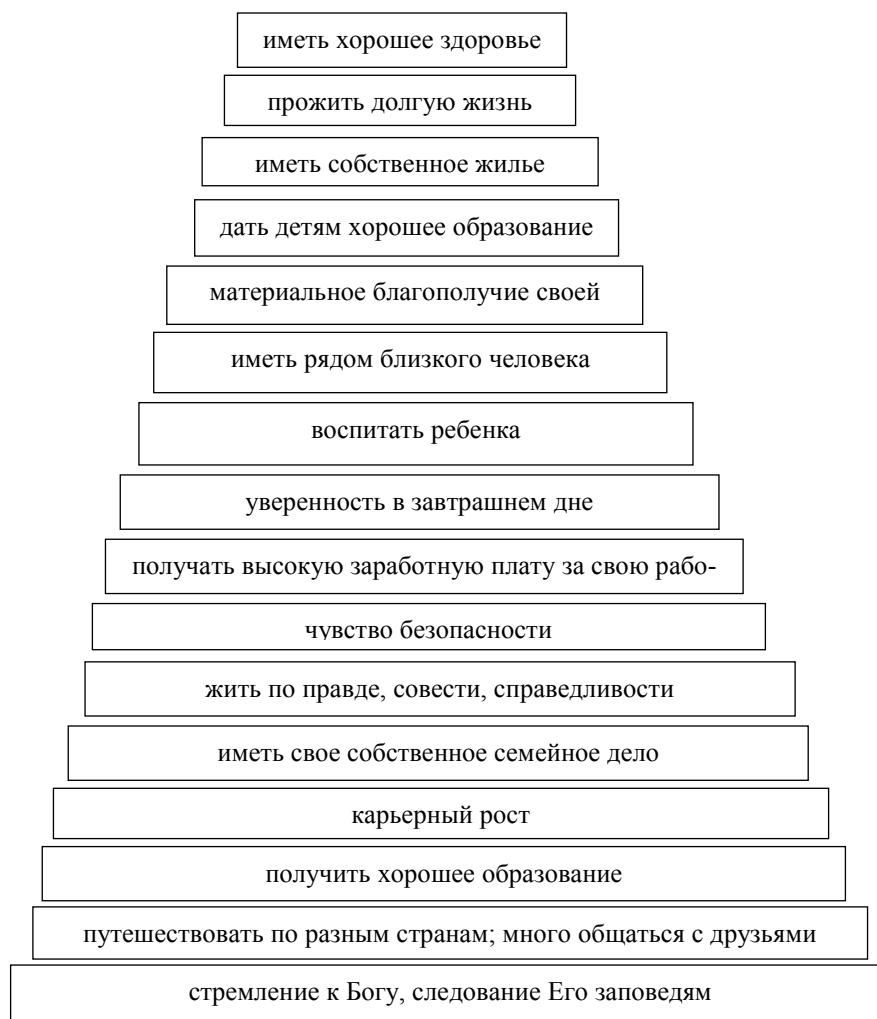 иметь хорошее здоровье
прожить долгую жизнь
иметь собственное жилье
дать детям хорошее образование
материальное благополучие своей
иметь рядом близкого человека
воспитать ребенка
уверенность в завтрашнем дне
получать высокую заработную плату за свою рабо-
чувство безопасности
жить по правде, совести, справедливости
иметь свое собственное семейное дело
карьерный рост
получить хорошее образование
путешествовать по разным странам; много общаться с друзьями
стремление к Богу, следование Его заповедям